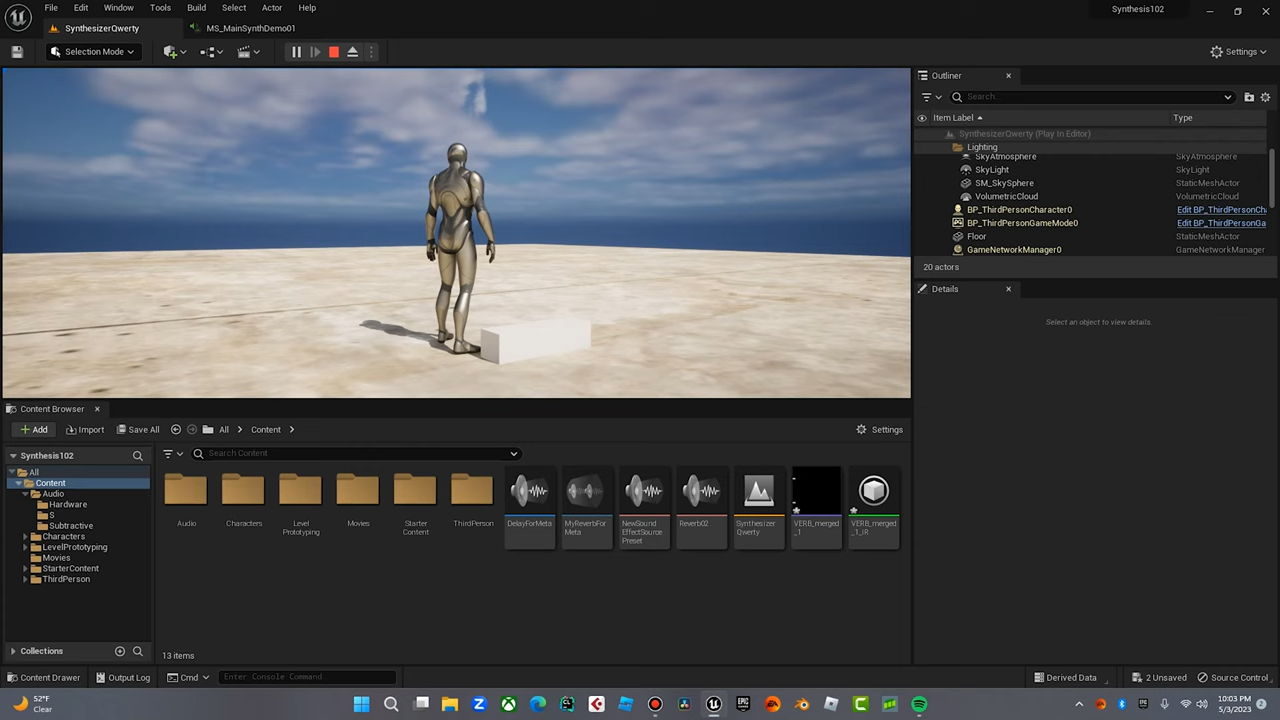 File Edit Window Tools Build Select Actor Help
Synthesis102
SynthesizerQwerty
MS_MainSynthDemo01
Selection Mode
Settings
Outliner
Search...
Item Label
Type
SynthesizerQwerty (Play In Editor)
Lighting
SkyAtmosphere SkyAtmosphere
SkyLight SkyLight
SM_SkySphere StaticMeshActor
VolumetricCloud VolumetricCloud
BP_ThirdPersonCharacter0 Edit BP_ThirdPersonCh
BP_ThirdPersonGameMode0 Edit BP_ThirdPersonGa
Floor StaticMeshActor
GameNetworkManager0 GameNetworkManager
20 actors
Details
Select an object to view details.
Content Browser
Add Import Save All All Content
Settings
Synthesis102
Search Content
All
Content
Audio
Hardware
S
Subtractive
Characters
LevelPrototyping
Movies
StarterContent
ThirdPerson
Audio
Characters
Level
Prototyping
Movies
Starter
Content
ThirdPerson
DelayForMeta
MyReverbFor
Meta
NewSound
EffectSource
Preset
Reverb02
Synthesizer
Qwerty
VERB_merged
_1
VERB_merged
_1_IR
Collections
13 items
Content Drawer
Output Log
Cmd
Enter Console Command
Derived Data
2 Unsaved
Source Control
52°F
Clear
10:03 PM
5/3/2023